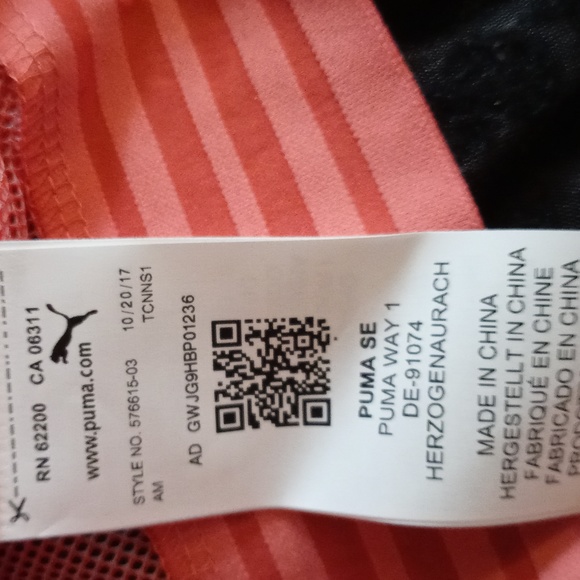 RN 62200 CA 06311
www.puma.com
STYLE NO. 576615-03 10/20/17
AM TCNNS1
AD GWJG9HBP01236
PUMA SE
PUMA WAY 1
DE-91074
HERZOGENAURACH
MADE IN CHINA
HERGESTELLT IN CHINA
FABRIQUÉ EN CHINE
FABRICADO EN CHINA